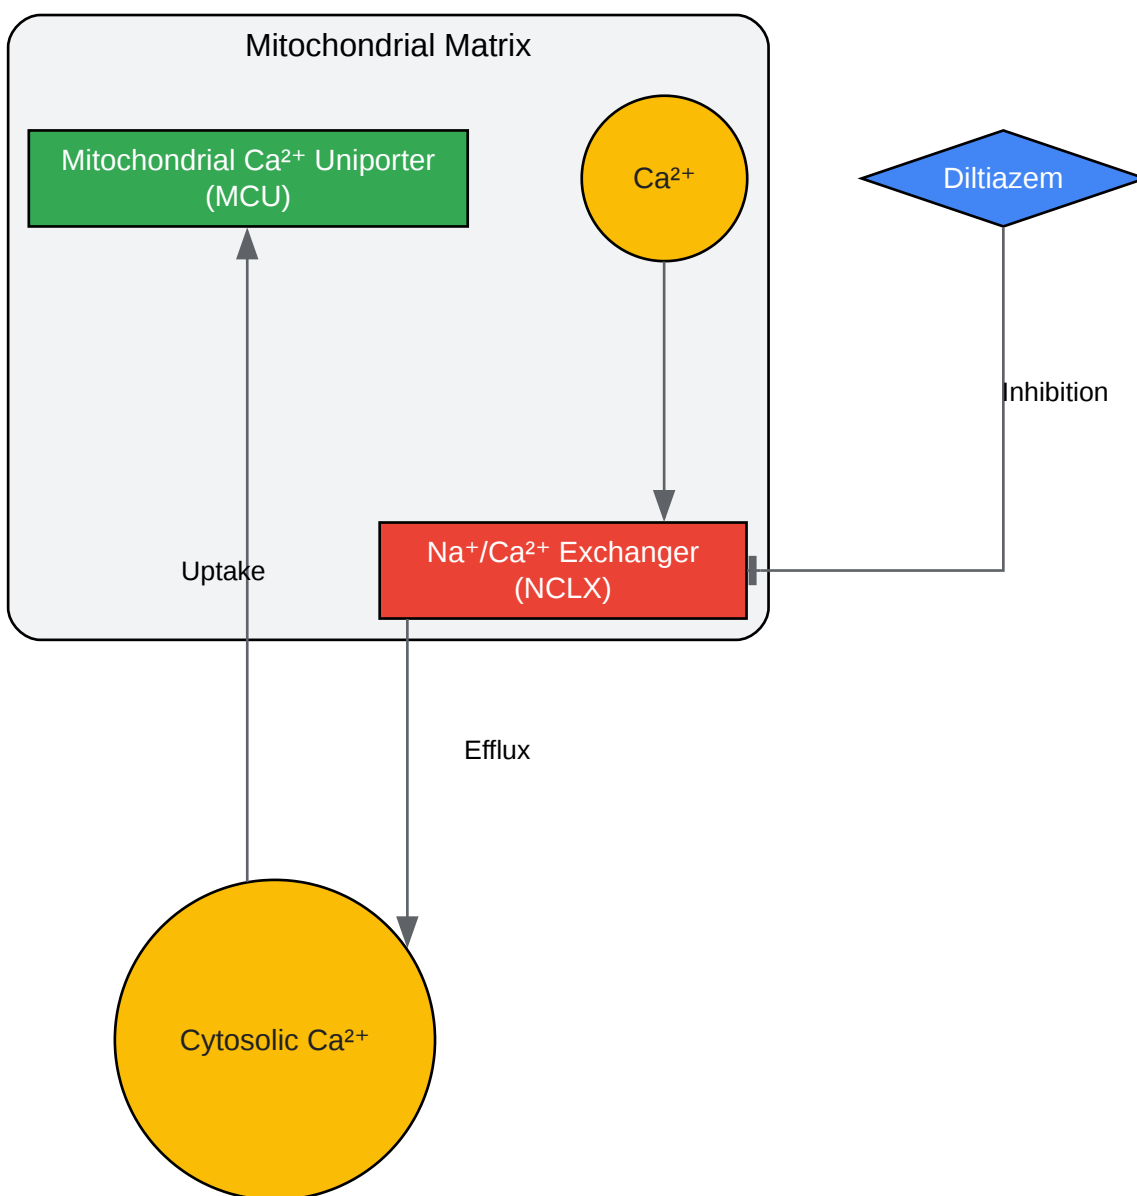 Mitochondrial Matrix
Mitochondrial Ca²⁺ Uniporter
(MCU)
Ca²⁺
Diltiazem
Inhibition
Na⁺/Ca²⁺ Exchanger
(NCLX)
Uptake
Efflux
Cytosolic Ca²⁺